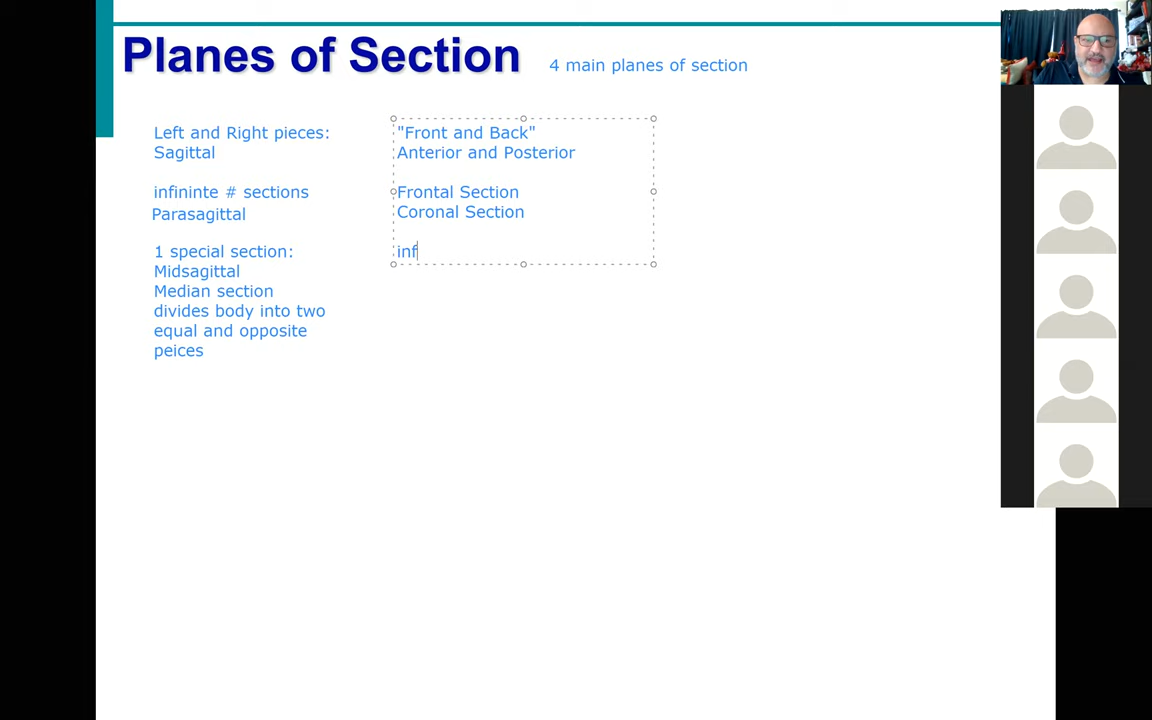 Planes of Section
4 main planes of section
Left and Right pieces:
Sagittal
infininte # sections
Parasagittal
1 special section:
Midsagittal
Median section
divides body into two
equal and opposite
peices
"Front and Back"
Anterior and Posterior
Frontal Section
Coronal Section
inf